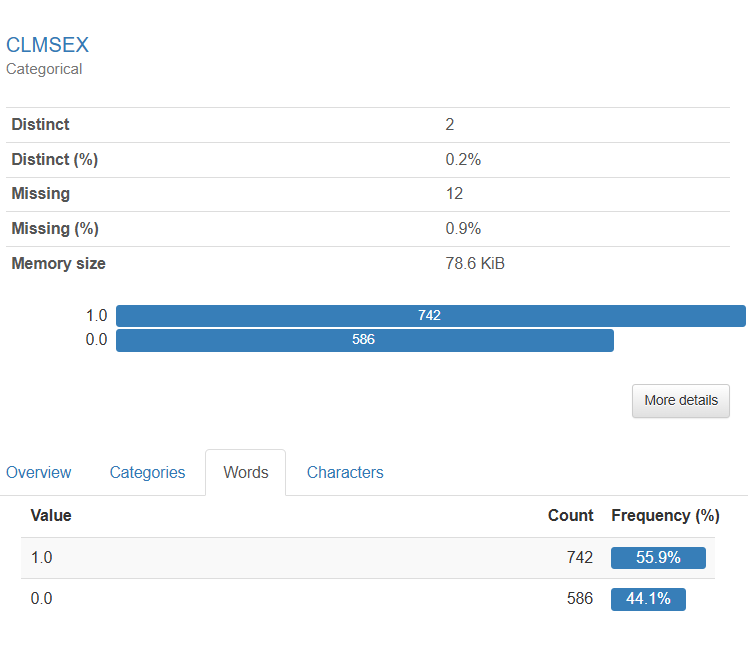 CLMSEX
Categorical
Distinct 2
Distinct (%) 0.2%
Missing 12
Missing (%) 0.9%
Memory size 78.6 KiB
1.0 742
0.0 586
More details
Overview Categories Words Characters
Value Count Frequency (%)
1.0 742 55.9%
0.0 586 44.1%